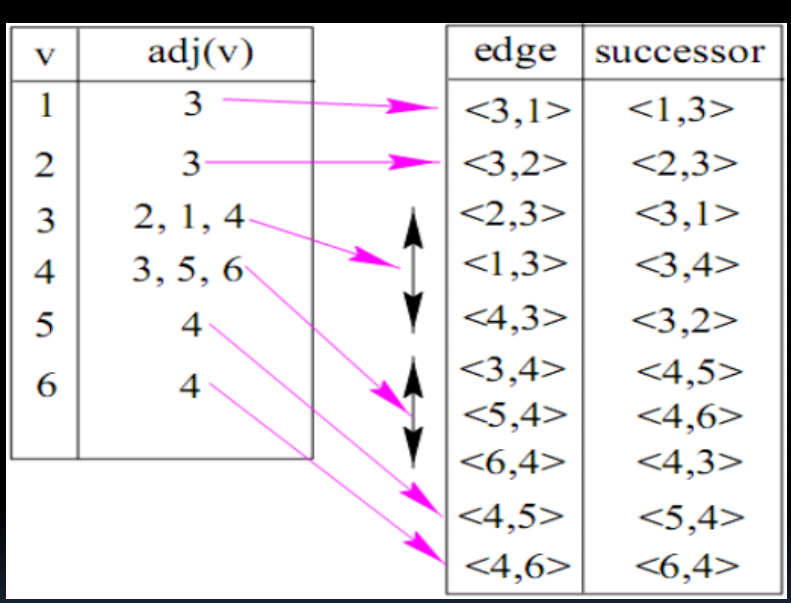 v adj(v) edge successor
1 3 <3,1> <1,3>
2 3 <3,2> <2,3>
3 2, 1, 4 <2,3> <3,1>
4 3, 5, 6 <1,3> <3,4>
5 4 <4,3> <3,2>
6 4 <3,4> <4,5>
<5,4> <4,6>
<6,4> <4,3>
<4,5> <5,4>
<4,6> <6,4>